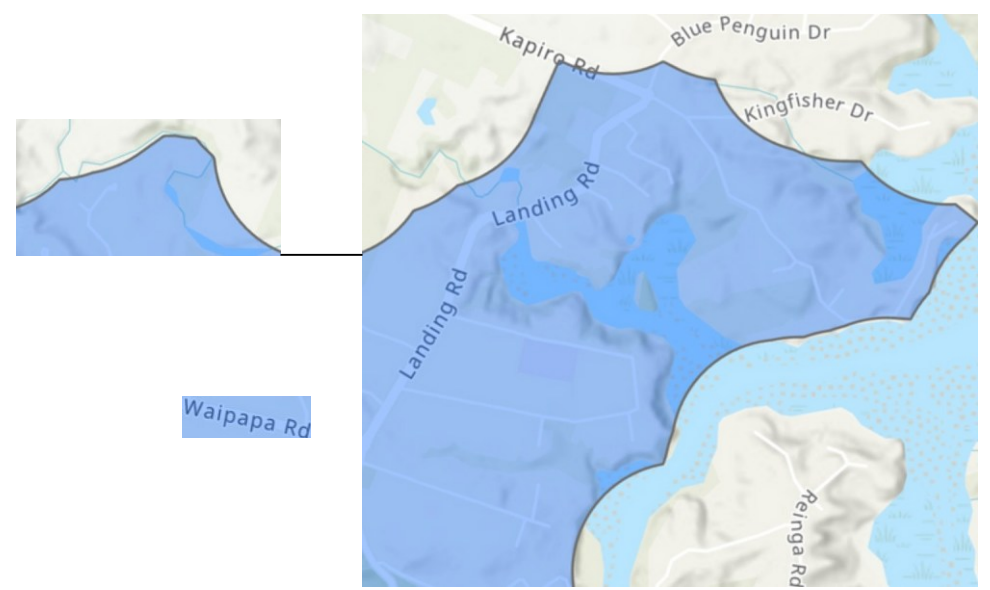 Kapiro Rd
Blue Penguin Dr
Kingfisher Dr
Landing Rd
Landing Rd
Waipapa Rd
Reinga Rd